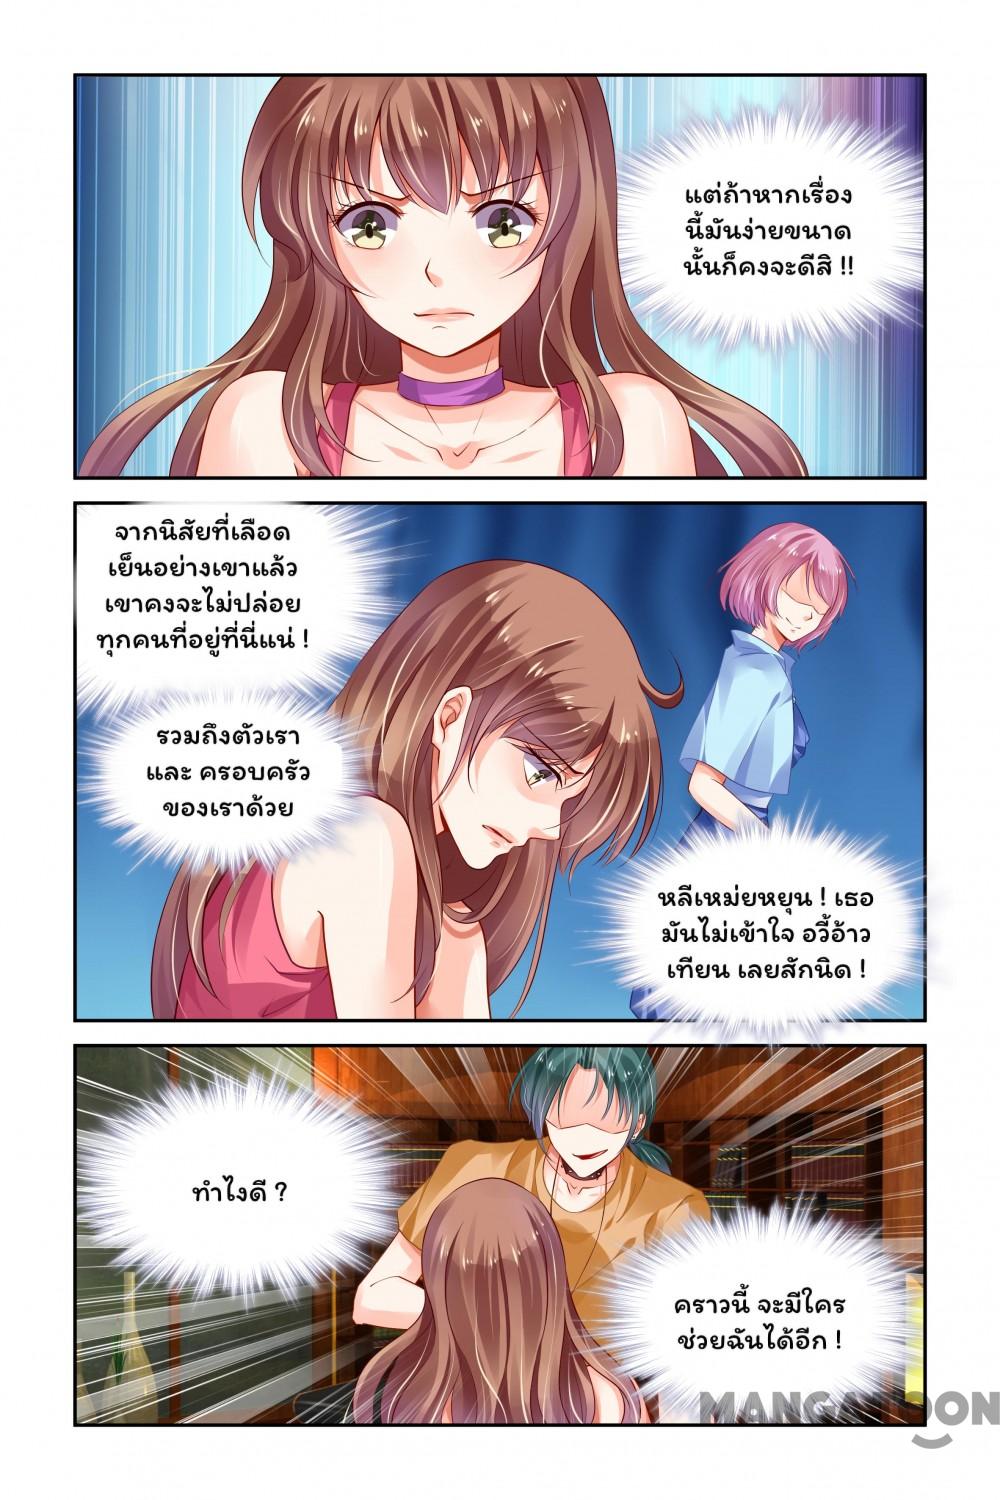 แต่ถ้าหากเรื่อง
นี้มันง่ายขนาด
นั้นก็คงจะดีสิ !!
จากนิสัยที่เลือด
เย็นอย่างเขาแล้ว
เขาคงจะไม่ปล่อย
ทุกคนที่อยู่ที่นี่แน่ !
รวมถึงตัวเรา
และ ครอบครัว
ของเราด้วย
หลีเหม่ยหยุน ! เธอ
มันไม่เข้าใจ อวี้อ้าว
เทียน เลยสักนิด !
ทำไงดี ?
คราวนี้ จะมีใคร
ช่วยฉันได้อีก !
MANGATOON